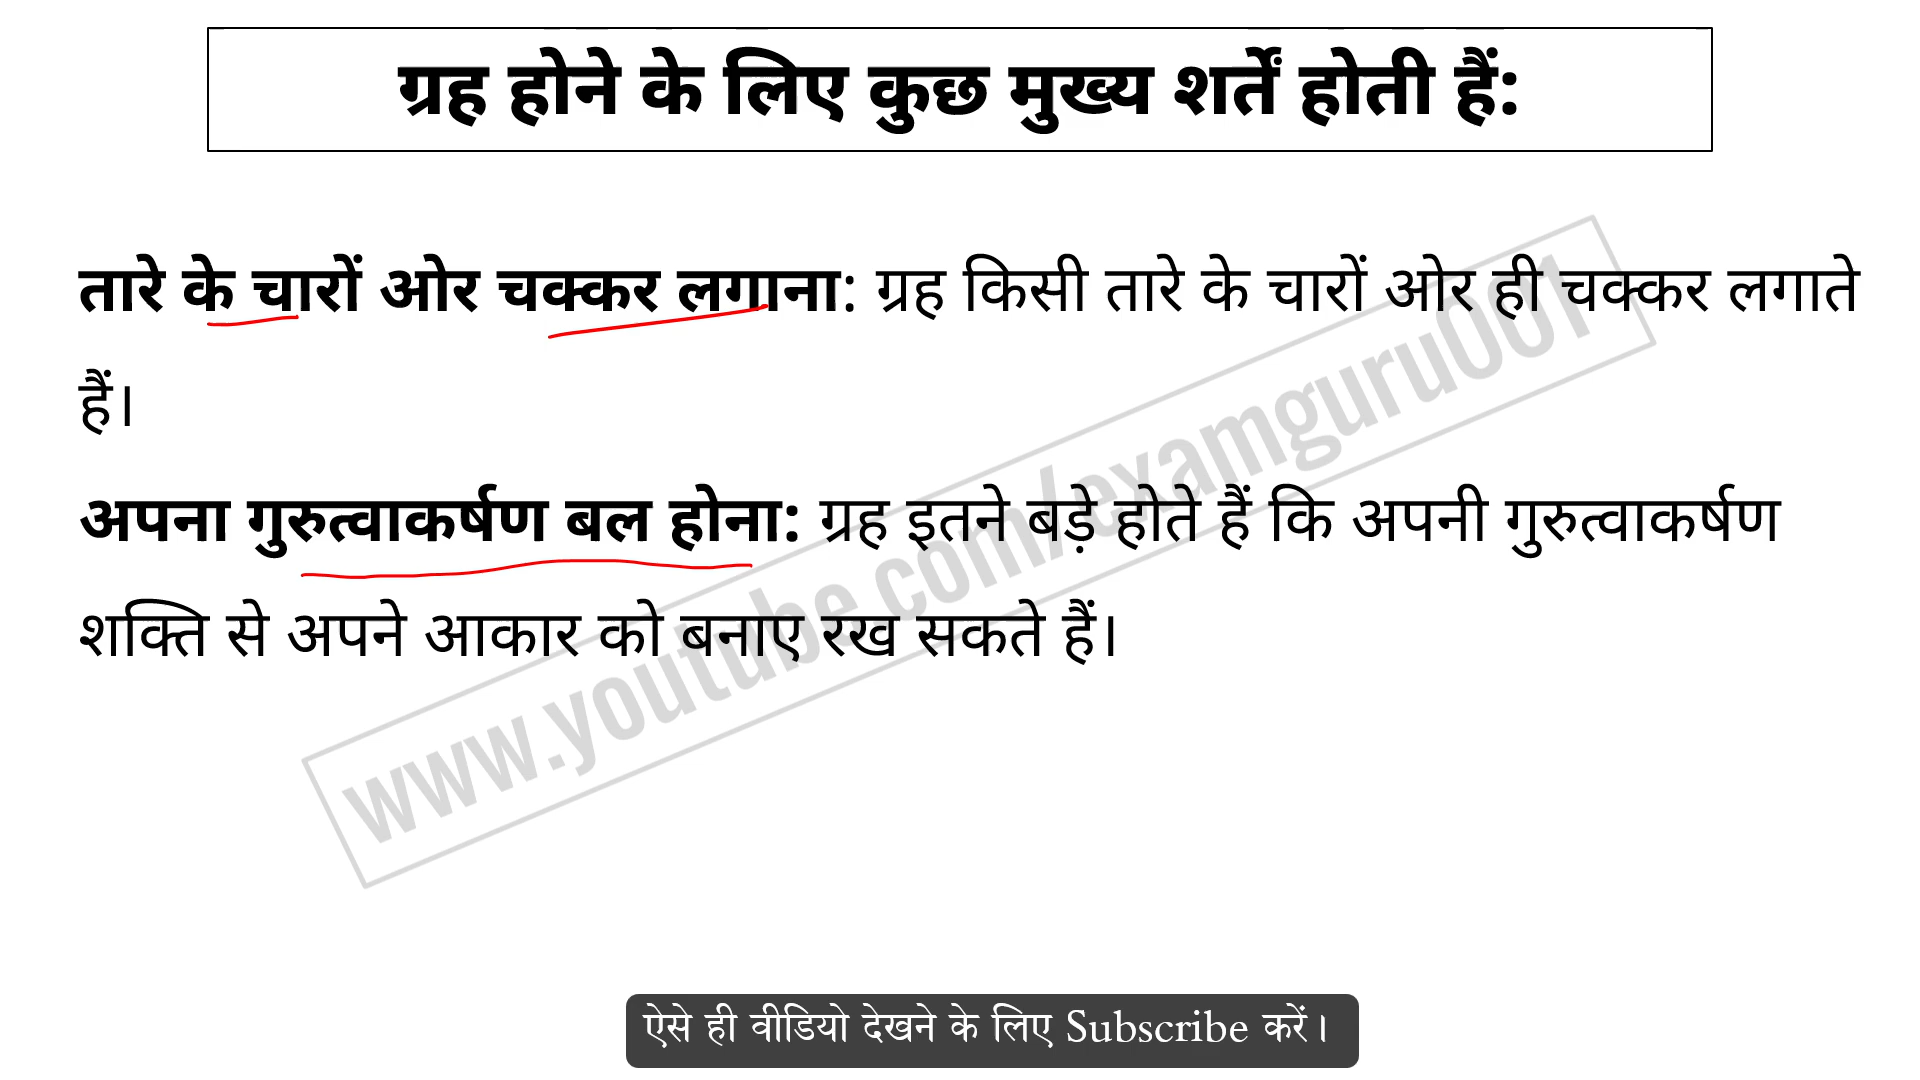 ग्रह होने के लिए कुछ मुख्य शर्तें होती हैं:
तारे के चारों ओर चक्कर लगाना: ग्रह किसी तारे के चारों ओर ही चक्कर लगाते
हैं।
अपना गुरुत्वाकर्षण बल होना: ग्रह इतने बड़े होते हैं कि अपनी गुरुत्वाकर्षण
शक्ति से अपने आकार को बनाए रख सकते हैं।
www.youtube.com/examguru001
ऐसे ही वीडियो देखने के लिए Subscribe करें।